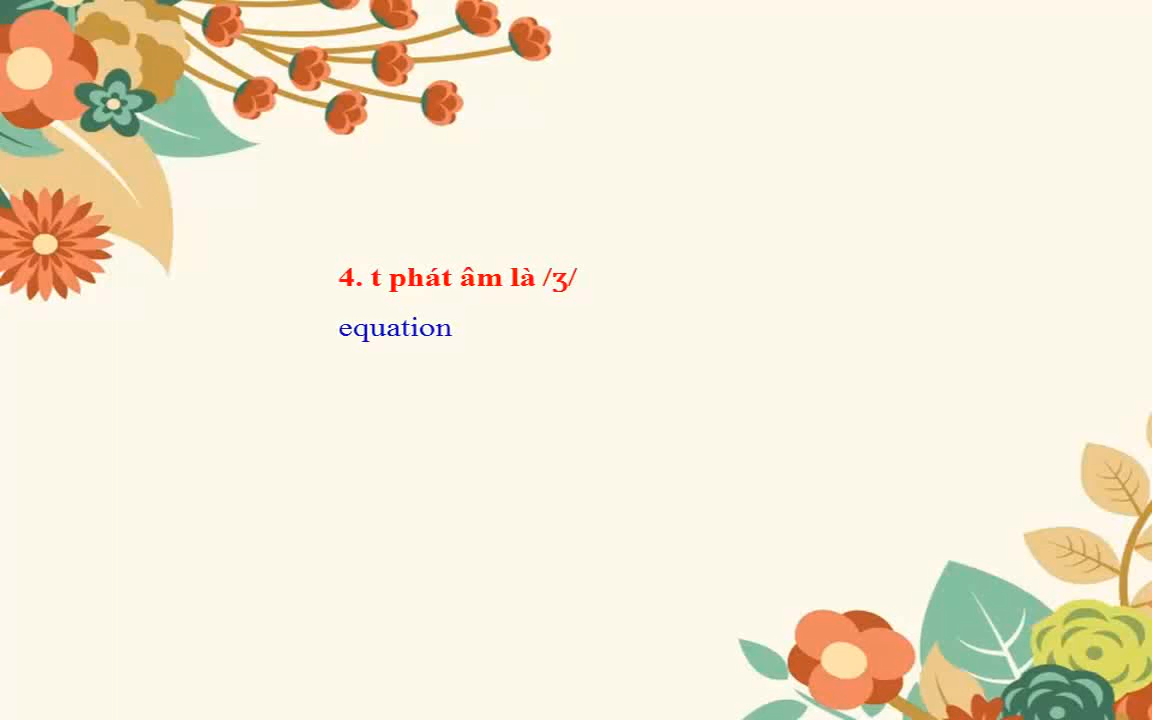 4. t phát âm là /ʒ/
equation